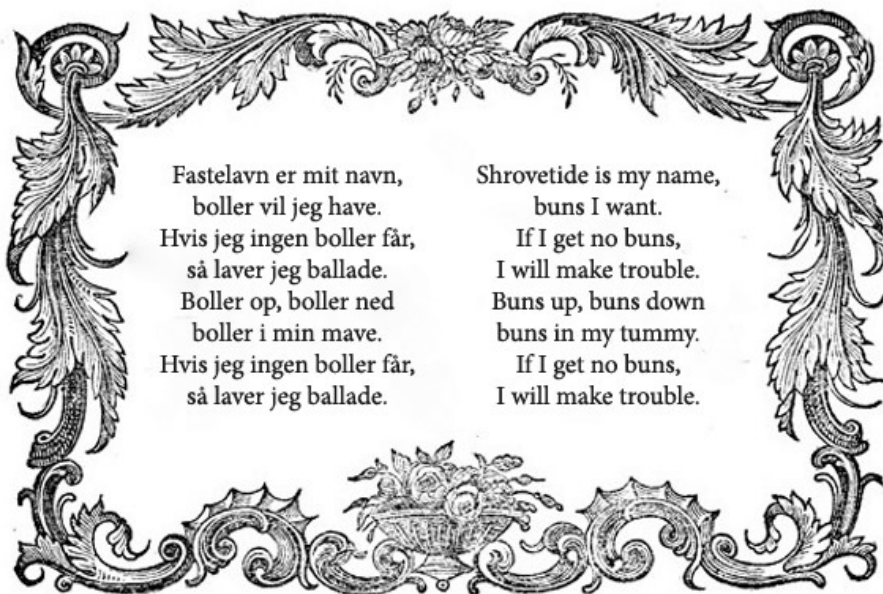 Fastelavn er mit navn,
boller vil jeg have.
Hvis jeg ingen boller får,
så laver jeg ballade.
Boller op, boller ned
boller i min mave.
Hvis jeg ingen boller får,
så laver jeg ballade.
Shrovetide is my name,
buns I want.
If I get no buns,
I will make trouble.
Buns up, buns down
buns in my tummy.
If I get no buns,
I will make trouble.